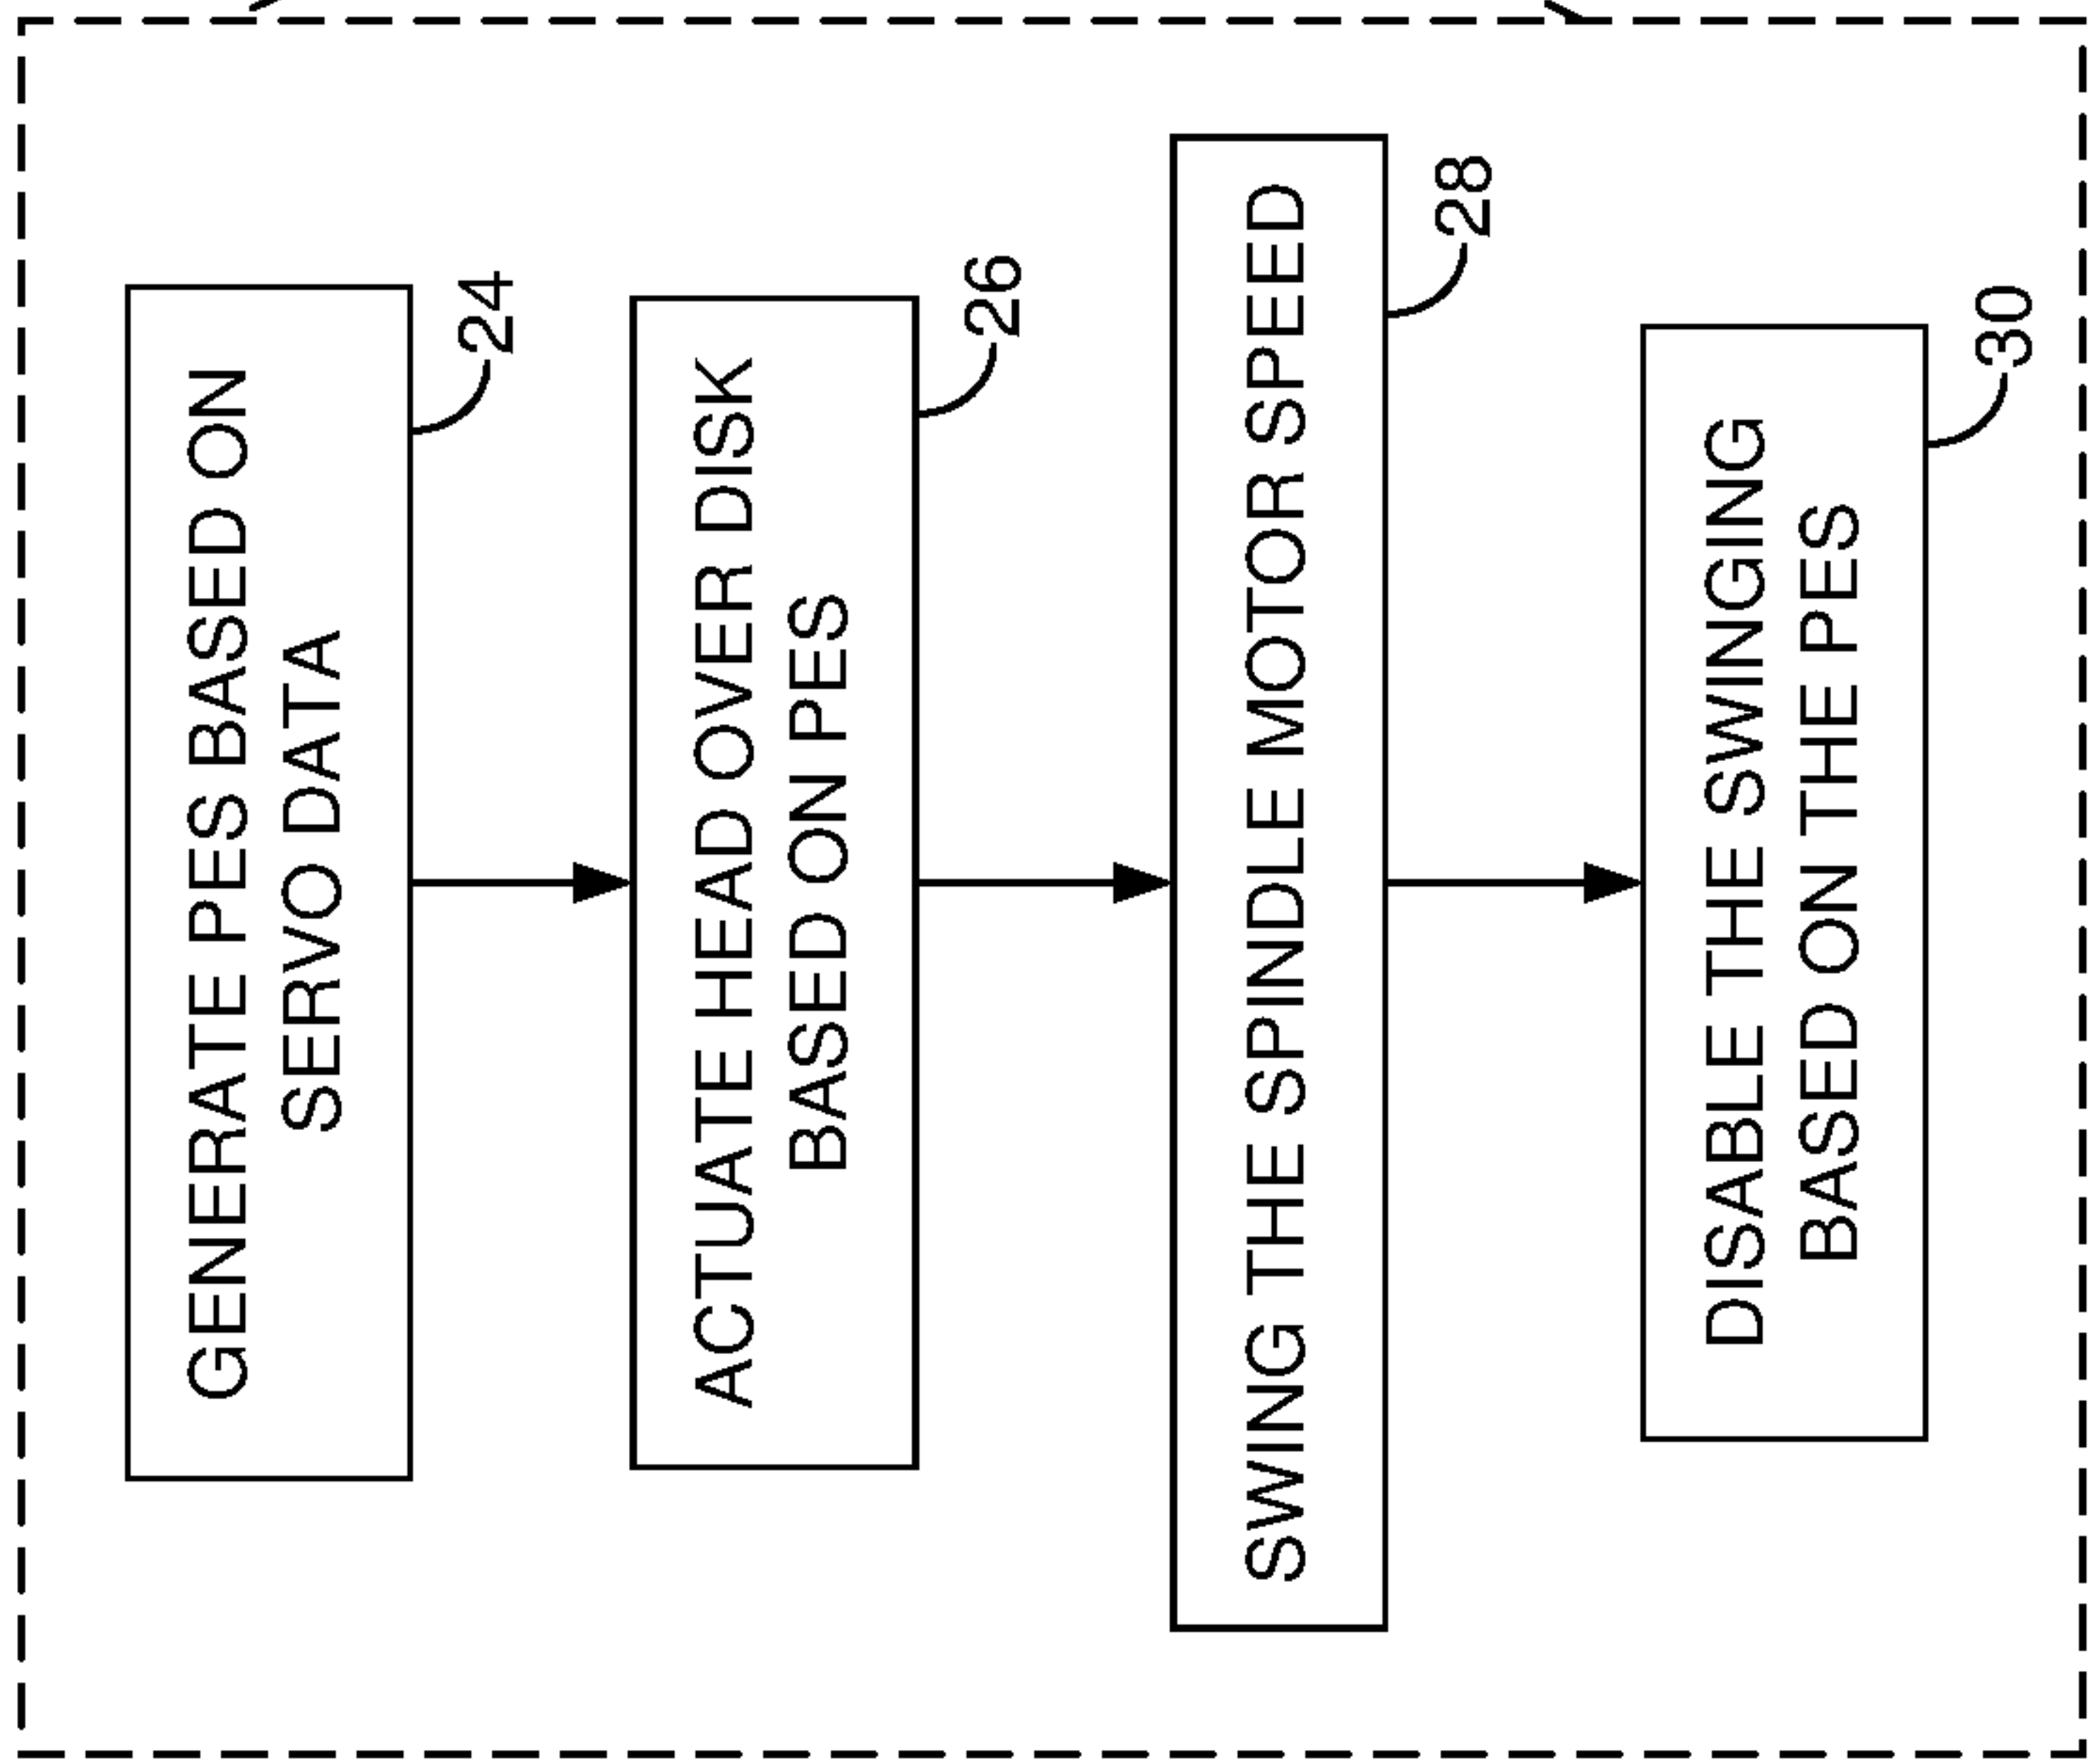 GENERATE PES BASED ON
SERVO DATA
24
ACTUATE HEAD OVER DISK
BASED ON PES
26
SWING THE SPINDLE MOTOR SPEED
28
DISABLE THE SWINGING
BASED ON THE PES
30